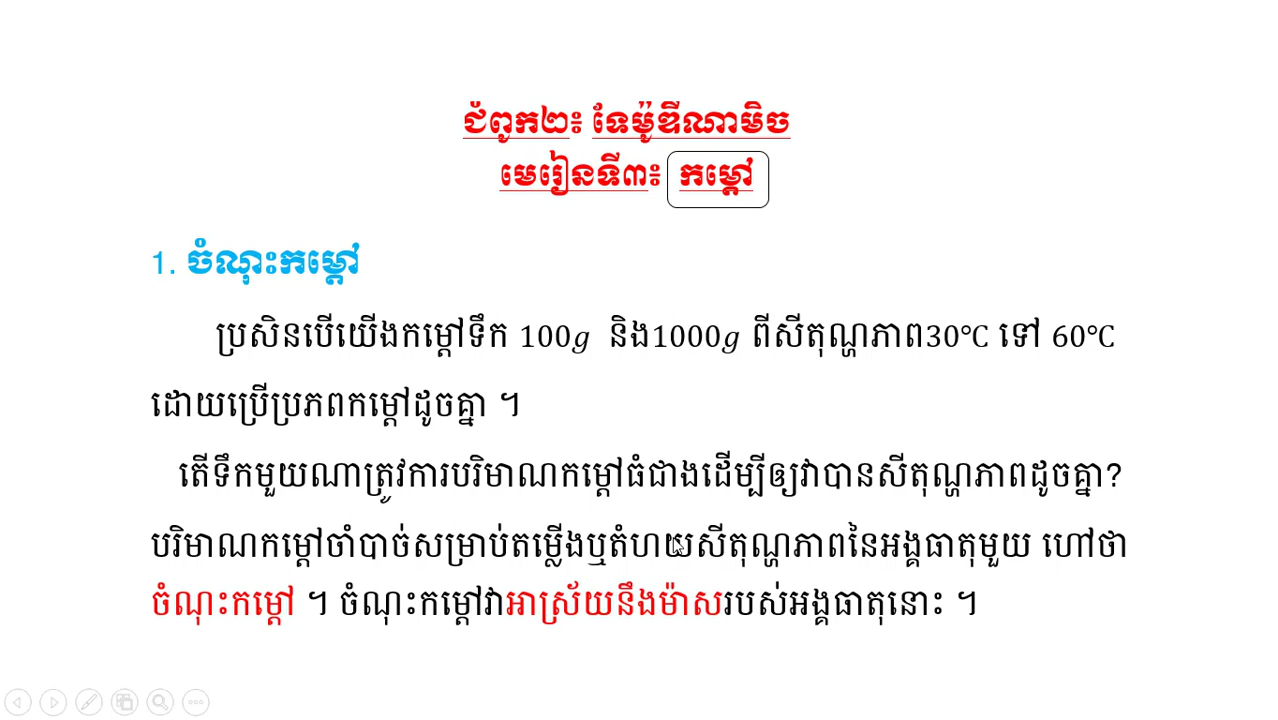 ជំពូក២៖ ទែម៉ូឌីណាមិច
មេរៀនទី៣៖ កម្ដៅ
1. ចំណុះកម្ដៅ
ប្រសិនបើយើងកម្ដៅទឹក 100g និង1000g ពីសីតុណ្ហភាព30°C ទៅ 60°C
ដោយប្រើប្រភពកម្ដៅដូចគ្នា ។
តើទឹកមួយណាត្រូវការបរិមាណកម្ដៅធំជាងដើម្បីឲ្យវាបានសីតុណ្ហភាពដូចគ្នា?
បរិមាណកម្ដៅចាំបាច់សម្រាប់តម្លើងឬតំហយសីតុណ្ហភាពនៃអង្គធាតុមួយ ហៅថា
ចំណុះកម្ដៅ ។ ចំណុះកម្ដៅវាអាស្រ័យនឹងម៉ាសរបស់អង្គធាតុនោះ ។